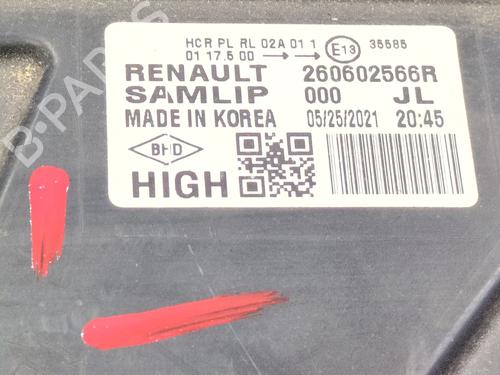 HCR PL RL 02A 01 1 E13 35585
01 17.5 00
RENAULT 260602566R
SAMLIP 000 JL
MADE IN KOREA 05/25/2021 20:45
HIGH
B-PARTS